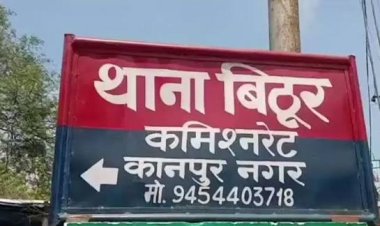 थाना बिठूर
कमिश्नरेट
कानपुर नगर
मो. 9454403718